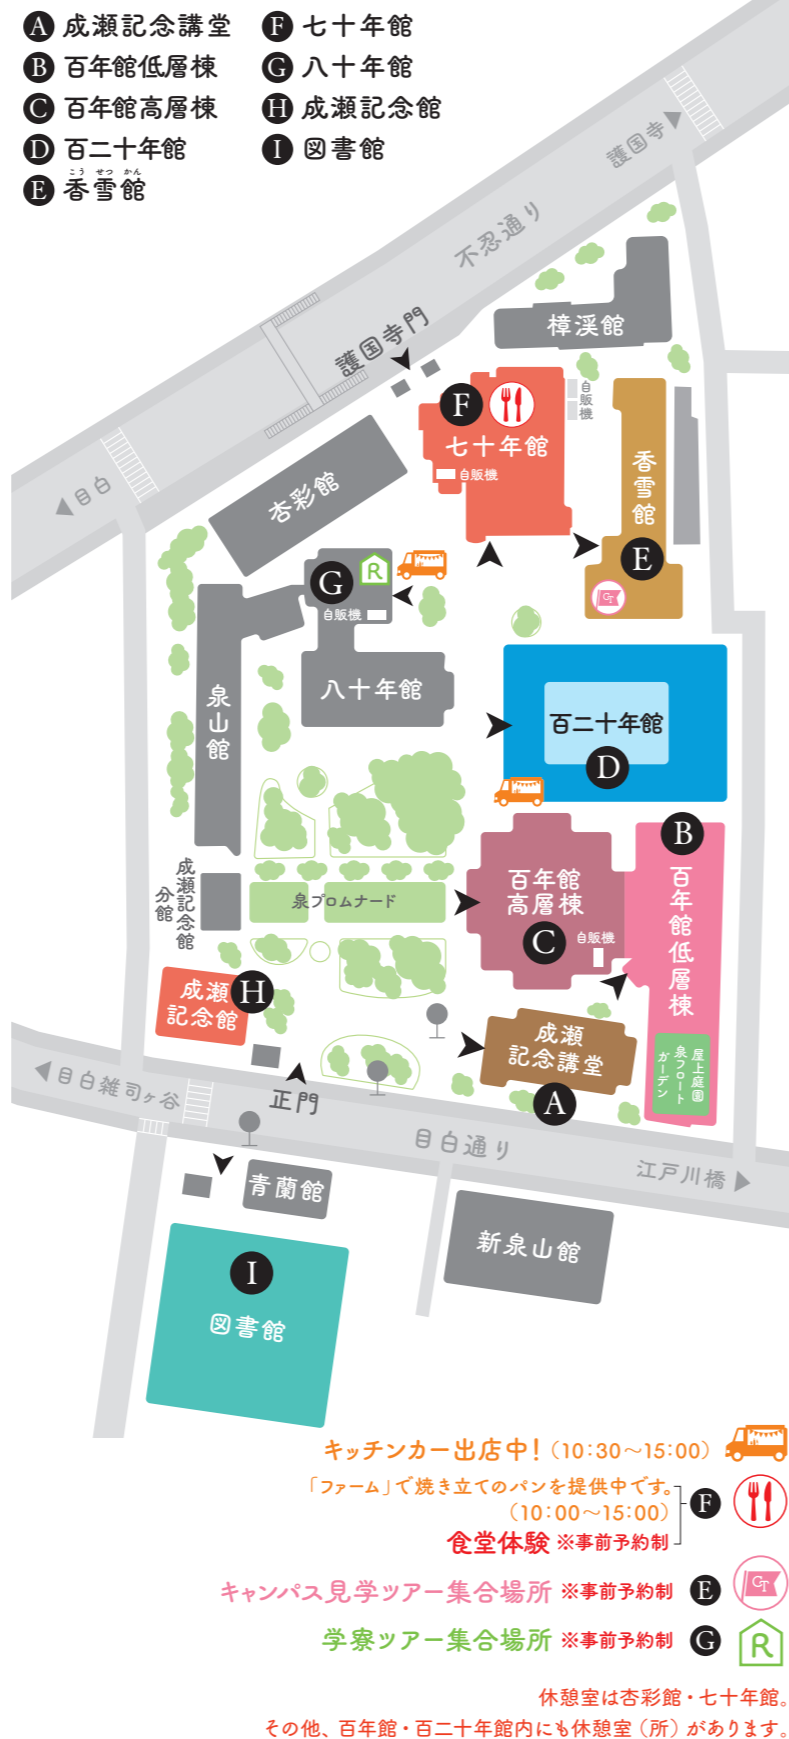 A 成瀬記念講堂
B 百年館低層棟
C 百年館高層棟
D 百二十年館
こう せつ かん
E 香雪館
F 七十年館
G 八十年館
H 成瀬記念館
I 図書館
護国寺▶
不忍通り
護国寺門
樟渓館
F
七十年館
自販機
自販機
◀目白
杏彩館
香雪館
E
GT
G
R
自販機
八十年館
泉山館
百二十年館
D
B
百年館
高層棟
C
自販機
百年館低層棟
成瀬記念館
分館
泉プロムナード
成瀬
記念館
H
成瀬
記念講堂
A
屋上庭園
泉フロート
ガーデン
◀目白雑司ヶ谷
正門
目白通り
江戸川橋▶
青蘭館
新泉山館
I
図書館
キッチンカー出店中!(10:30〜15:00)
「ファーム」で焼き立てのパンを提供中です。
(10:00〜15:00)
食堂体験 ※事前予約制
F
キャンパス見学ツアー集合場所 ※事前予約制 E GT
学寮ツアー集合場所 ※事前予約制 G R
休憩室は杏彩館・七十年館。
その他、百年館・百二十年館内にも休憩室(所)があります。